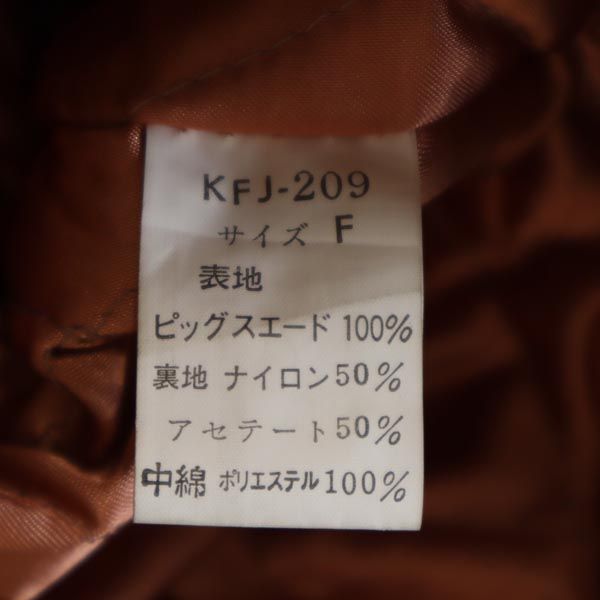 KFJ-209
サイズ F
表地
ピッグスエード 100%
裏地 ナイロン50%
アセテート50%
中綿 ポリエステル100%